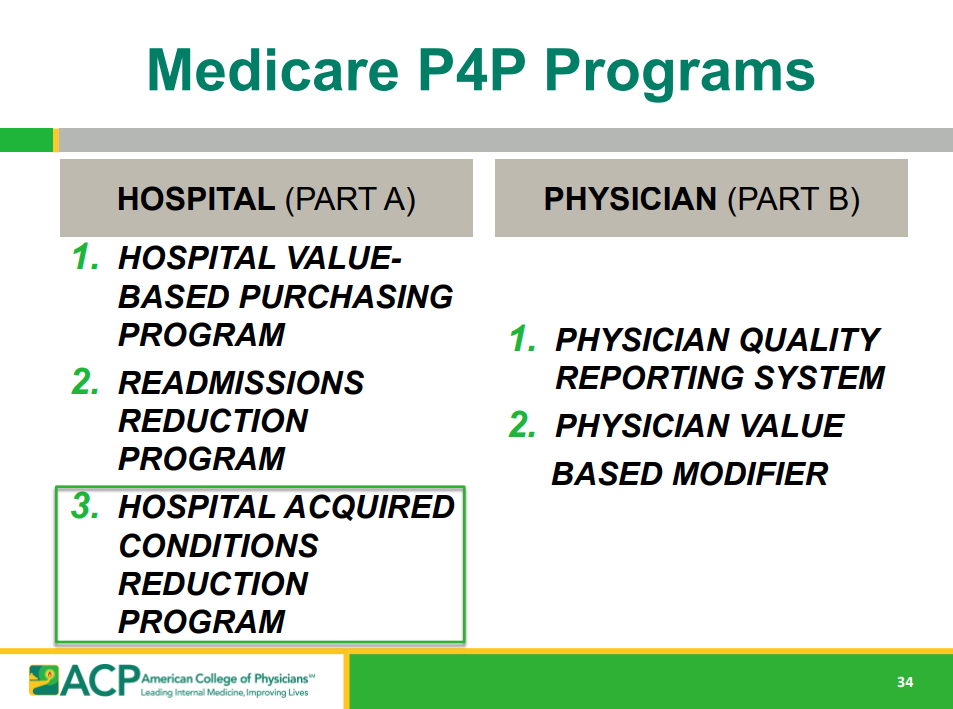 Medicare P4P Programs
HOSPITAL (PART A)
1. HOSPITAL VALUE-
BASED PURCHASING
PROGRAM
2. READMISSIONS
REDUCTION
PROGRAM
3. HOSPITAL ACQUIRED
CONDITIONS
REDUCTION
PROGRAM
PHYSICIAN (PART B)
1. PHYSICIAN QUALITY
REPORTING SYSTEM
2. PHYSICIAN VALUE
BASED MODIFIER
ACP American College of Physicians℠
Leading Internal Medicine, Improving Lives
34